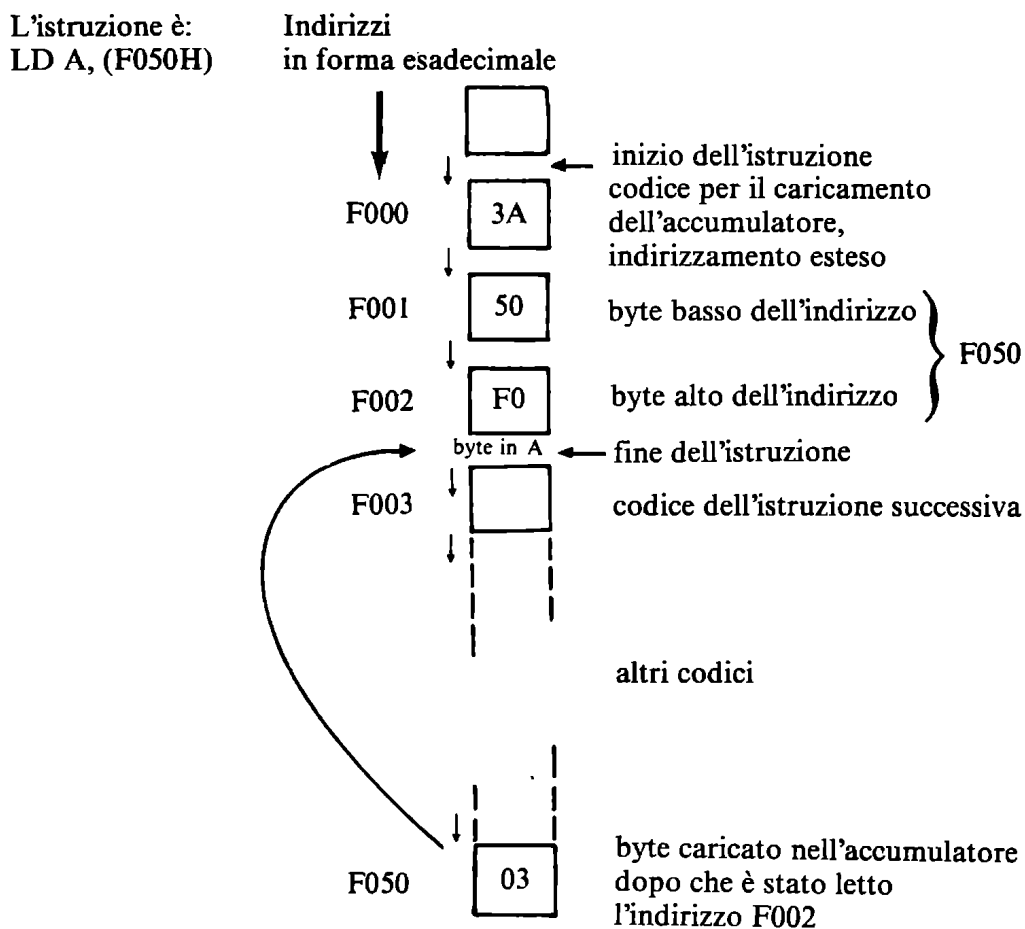 L'istruzione è:
LD A, (F050H)
Indirizzi
in forma esadecimale
inizio dell'istruzione
F000
3A
codice per il caricamento
dell'accumulatore,
indirizzamento esteso
F001
50
byte basso dell'indirizzo
F050
F002
F0
byte alto dell'indirizzo
byte in A
fine dell'istruzione
F003
codice dell'istruzione successiva
altri codici
F050
03
byte caricato nell'accumulatore
dopo che è stato letto
l'indirizzo F002